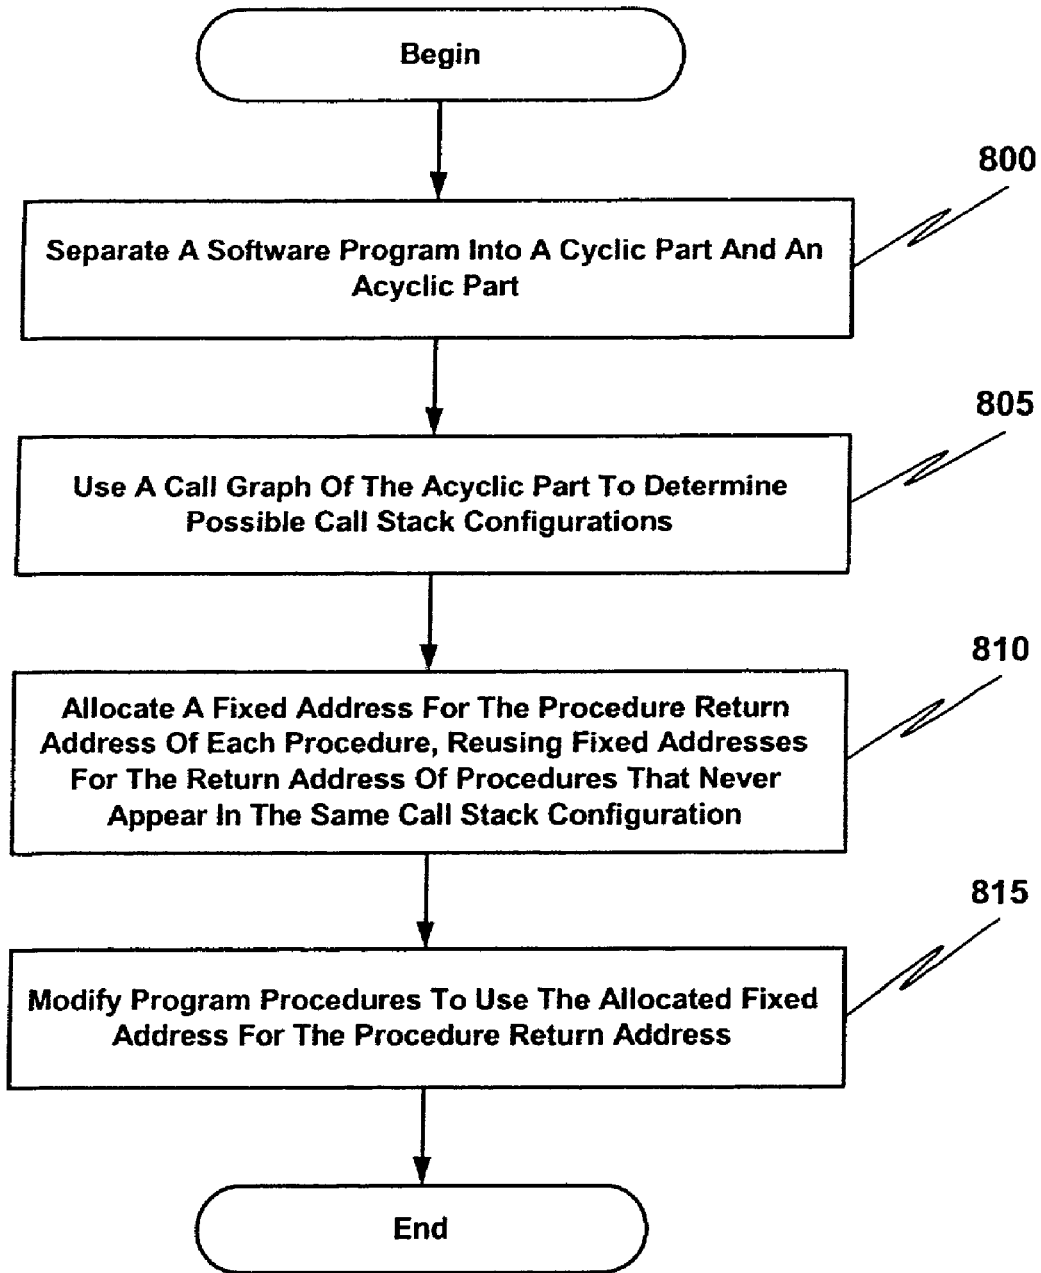 Begin
800
Separate A Software Program Into A Cyclic Part And An
Acyclic Part
805
Use A Call Graph Of The Acyclic Part To Determine
Possible Call Stack Configurations
810
Allocate A Fixed Address For The Procedure Return
Address Of Each Procedure, Reusing Fixed Addresses
For The Return Address Of Procedures That Never
Appear In The Same Call Stack Configuration
815
Modify Program Procedures To Use The Allocated Fixed
Address For The Procedure Return Address
End